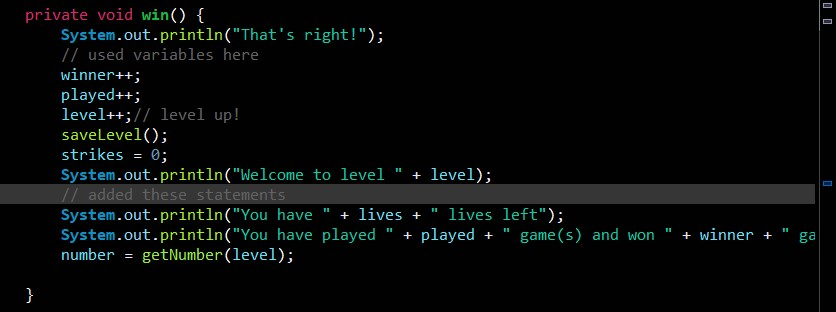 private void win() {
System.out.println("That's right!");
// used variables here
winner++;
played++;
level++;// level up!
saveLevel();
strikes = 0;
System.out.println("Welcome to level " + level);
// added these statements
System.out.println("You have " + lives + " lives left");
System.out.println("You have played " + played + " game(s) and won " + winner + " ga
number = getNumber(level);
}